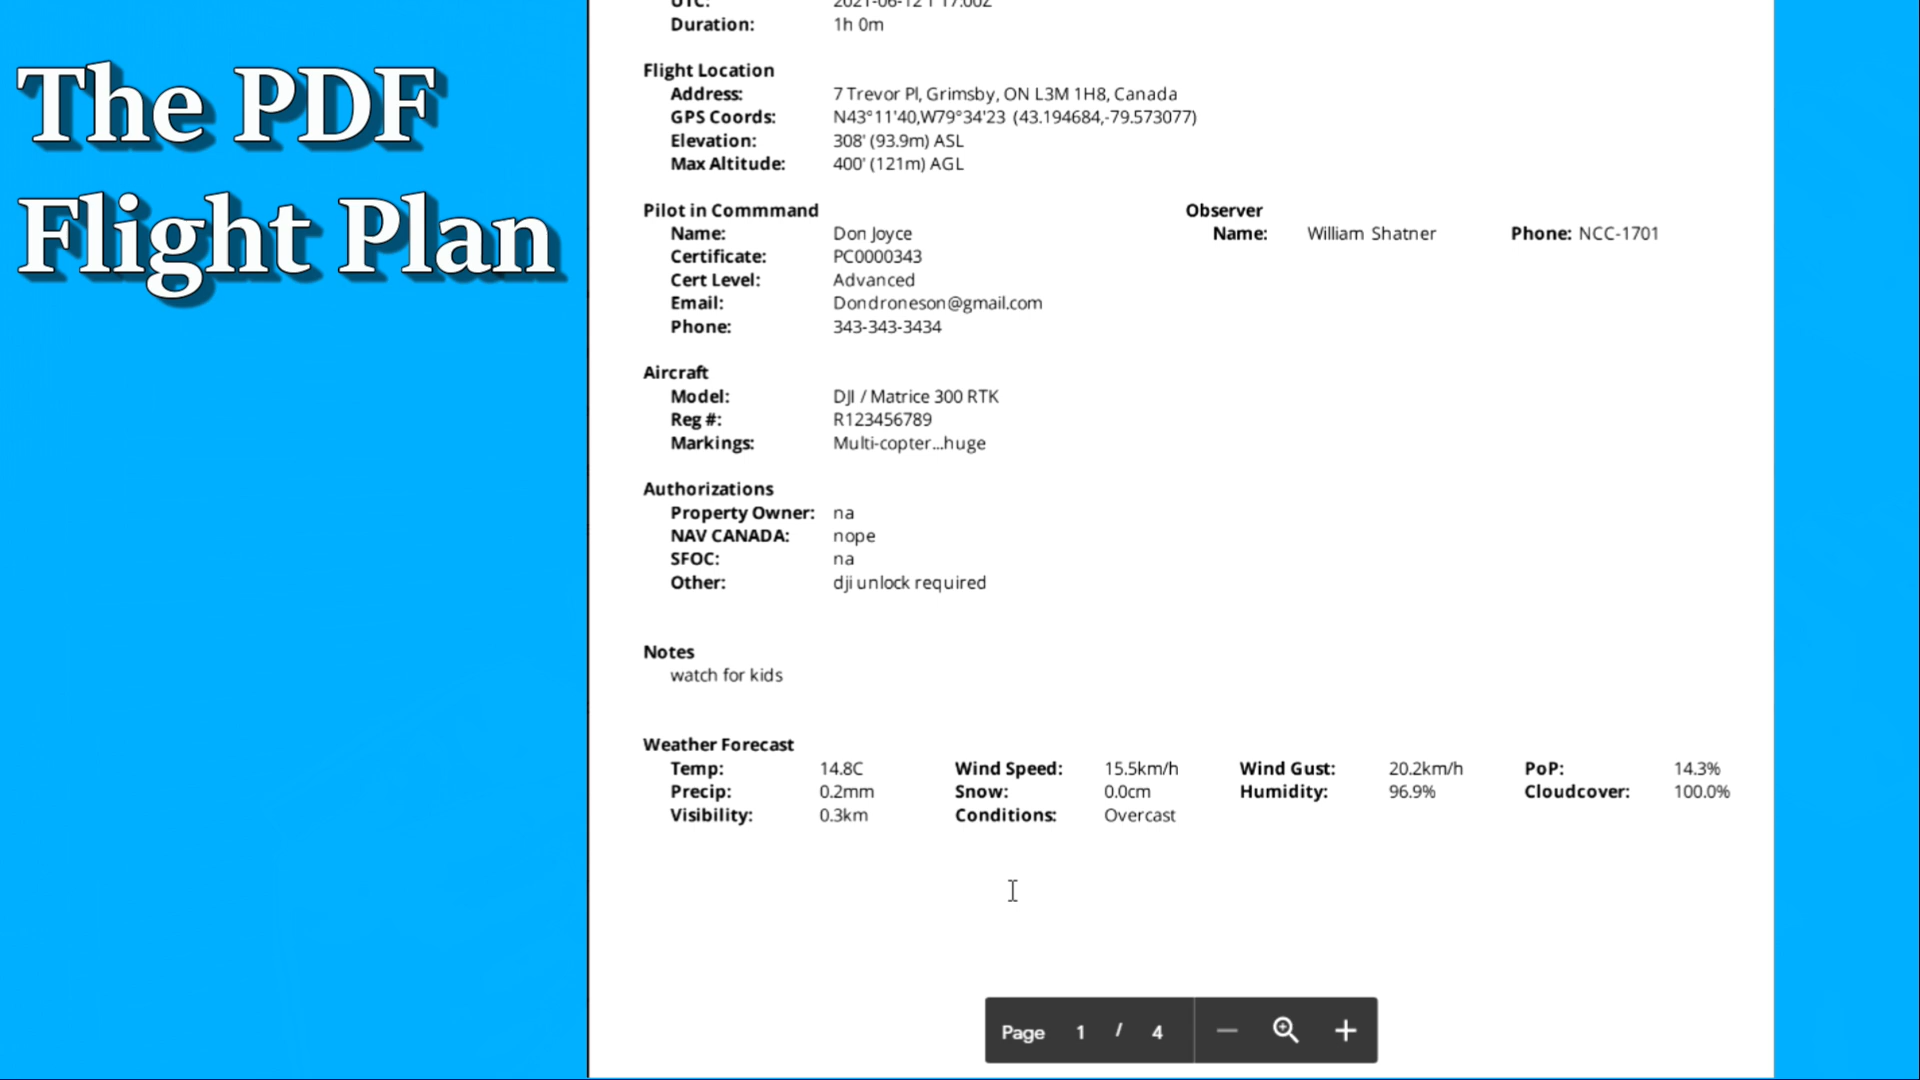 The PDF
Flight Plan
UTC: 2021-06-12 T 17:00Z
Duration: 1h 0m
Flight Location
Address: 7 Trevor Pl, Grimsby, ON L3M 1H8, Canada
GPS Coords: N43°11'40,W79°34'23 (43.194684,-79.573077)
Elevation: 308' (93.9m) ASL
Max Altitude: 400' (121m) AGL
Pilot in Commmand Observer
Name: Don Joyce Name: William Shatner Phone: NCC-1701
Certificate: PC0000343
Cert Level: Advanced
Email: Dondroneson@gmail.com
Phone: 343-343-3434
Aircraft
Model: DJI / Matrice 300 RTK
Reg #: R123456789
Markings: Multi-copter...huge
Authorizations
Property Owner: na
NAV CANADA: nope
SFOC: na
Other: dji unlock required
Notes
watch for kids
Weather Forecast
Temp: 14.8C Wind Speed: 15.5km/h Wind Gust: 20.2km/h PoP: 14.3%
Precip: 0.2mm Snow: 0.0cm Humidity: 96.9% Cloudcover: 100.0%
Visibility: 0.3km Conditions: Overcast
Page 1 / 4